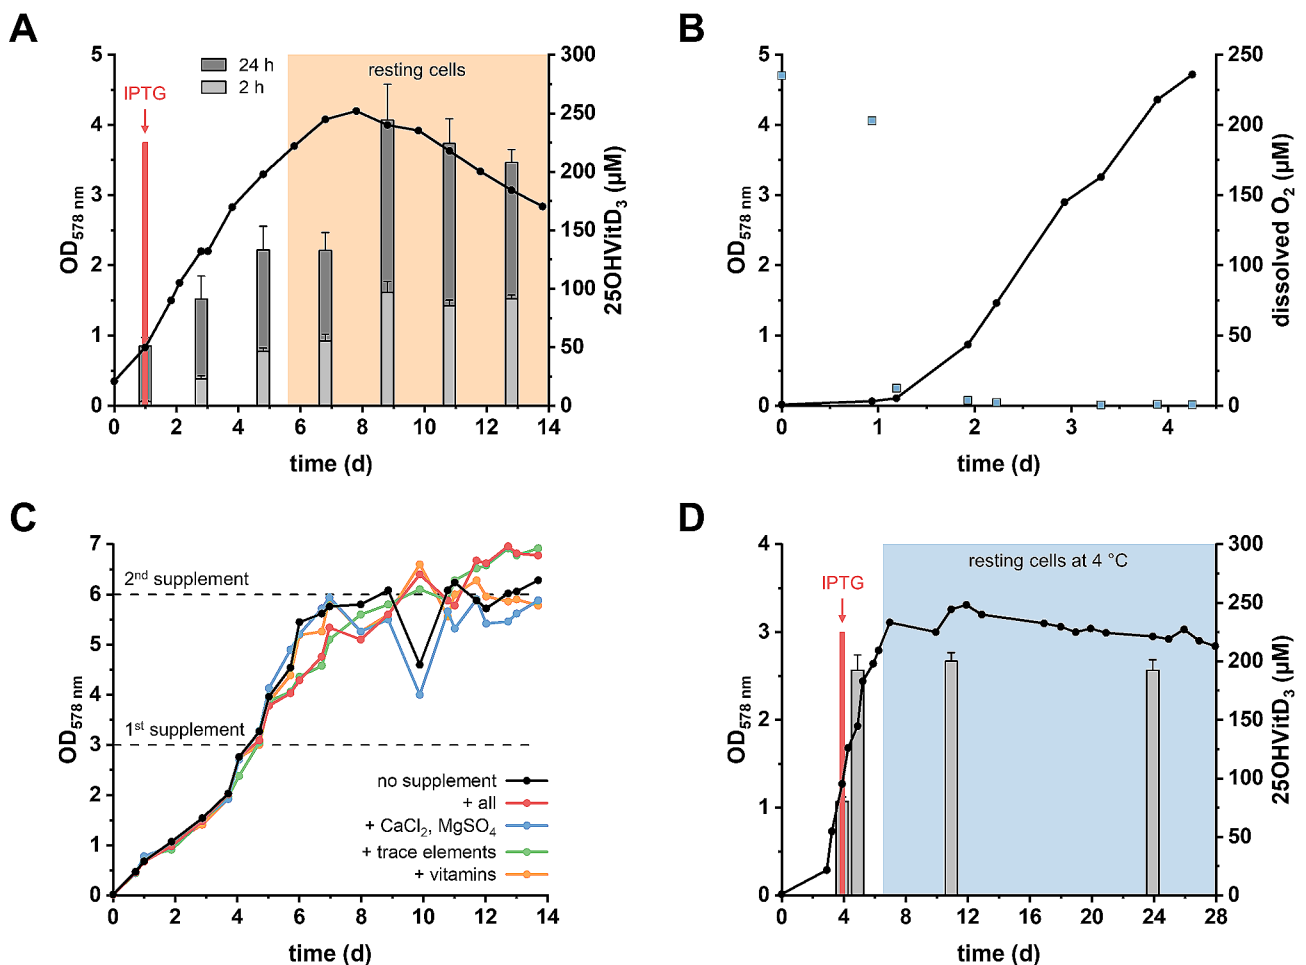 A
24 h
2 h
resting cells
IPTG
OD578 nm
25OHVitD3 (µM)
5
4
3
2
1
0
300
250
200
150
100
50
0
0 2 4 6 8 10 12 14
time (d)
B
OD578 nm
dissolved O2 (µM)
5
4
3
2
1
0
250
200
150
100
50
0
0 1 2 3 4
time (d)
C
OD578 nm
7
6
5
4
3
2
1
0
2nd supplement
1st supplement
no supplement
+ all
+ CaCl2, MgSO4
+ trace elements
+ vitamins
0 2 4 6 8 10 12 14
time (d)
D
resting cells at 4 °C
IPTG
OD578 nm
25OHVitD3 (µM)
4
3
2
1
0
300
250
200
150
100
50
0
0 4 8 12 16 20 24 28
time (d)